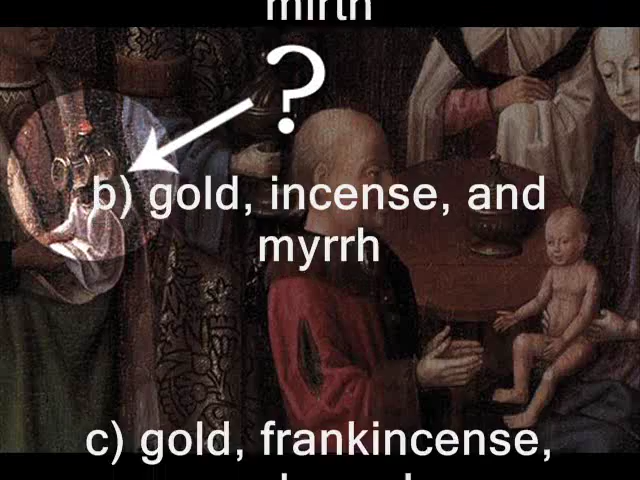 mirth
?
b) gold, incense, and
myrrh
c) gold, frankincense,